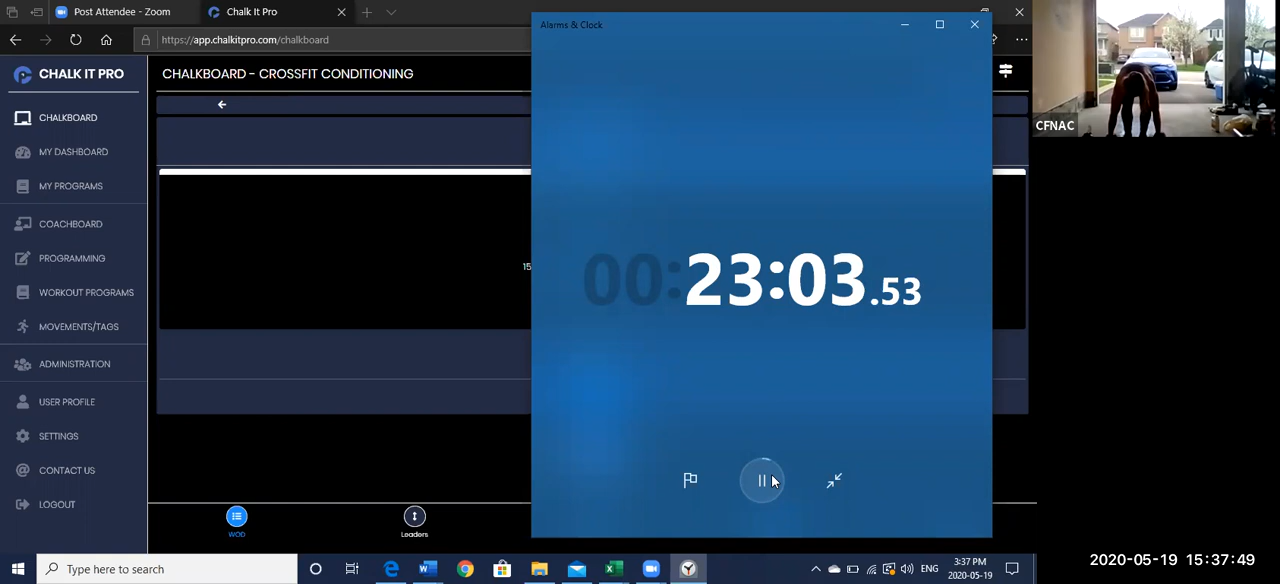 Post Attendee - Zoom
Chalk It Pro
Alarms & Clock
https://app.chalkitpro.com/chalkboard
CHALK IT PRO
CHALKBOARD - CROSSFIT CONDITIONING
CHALKBOARD
MY DASHBOARD
MY PROGRAMS
COACHBOARD
PROGRAMMING
WORKOUT PROGRAMS
MOVEMENTS/TAGS
ADMINISTRATION
USER PROFILE
SETTINGS
CONTACT US
LOGOUT
15
00:23:03.53
WOD
Leaders
CFNAC
Type here to search
ENG
3:37 PM
2020-05-19
2020-05-19 15:37:49